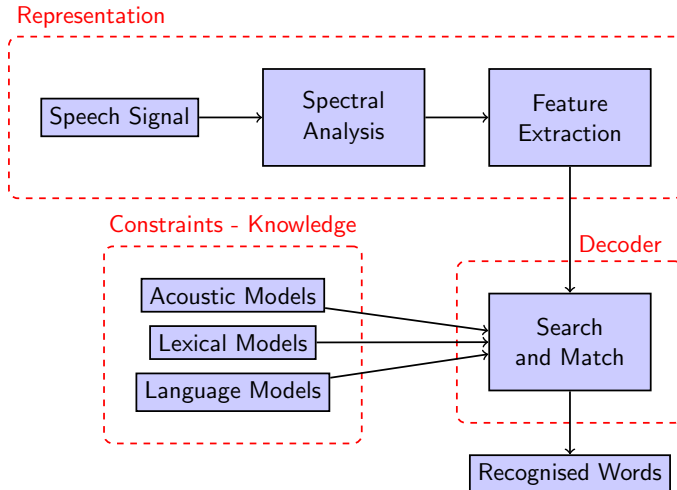 Representation
Speech Signal
Spectral
Analysis
Feature
Extraction
Constraints - Knowledge
Decoder
Acoustic Models
Lexical Models
Language Models
Search
and Match
Recognised Words